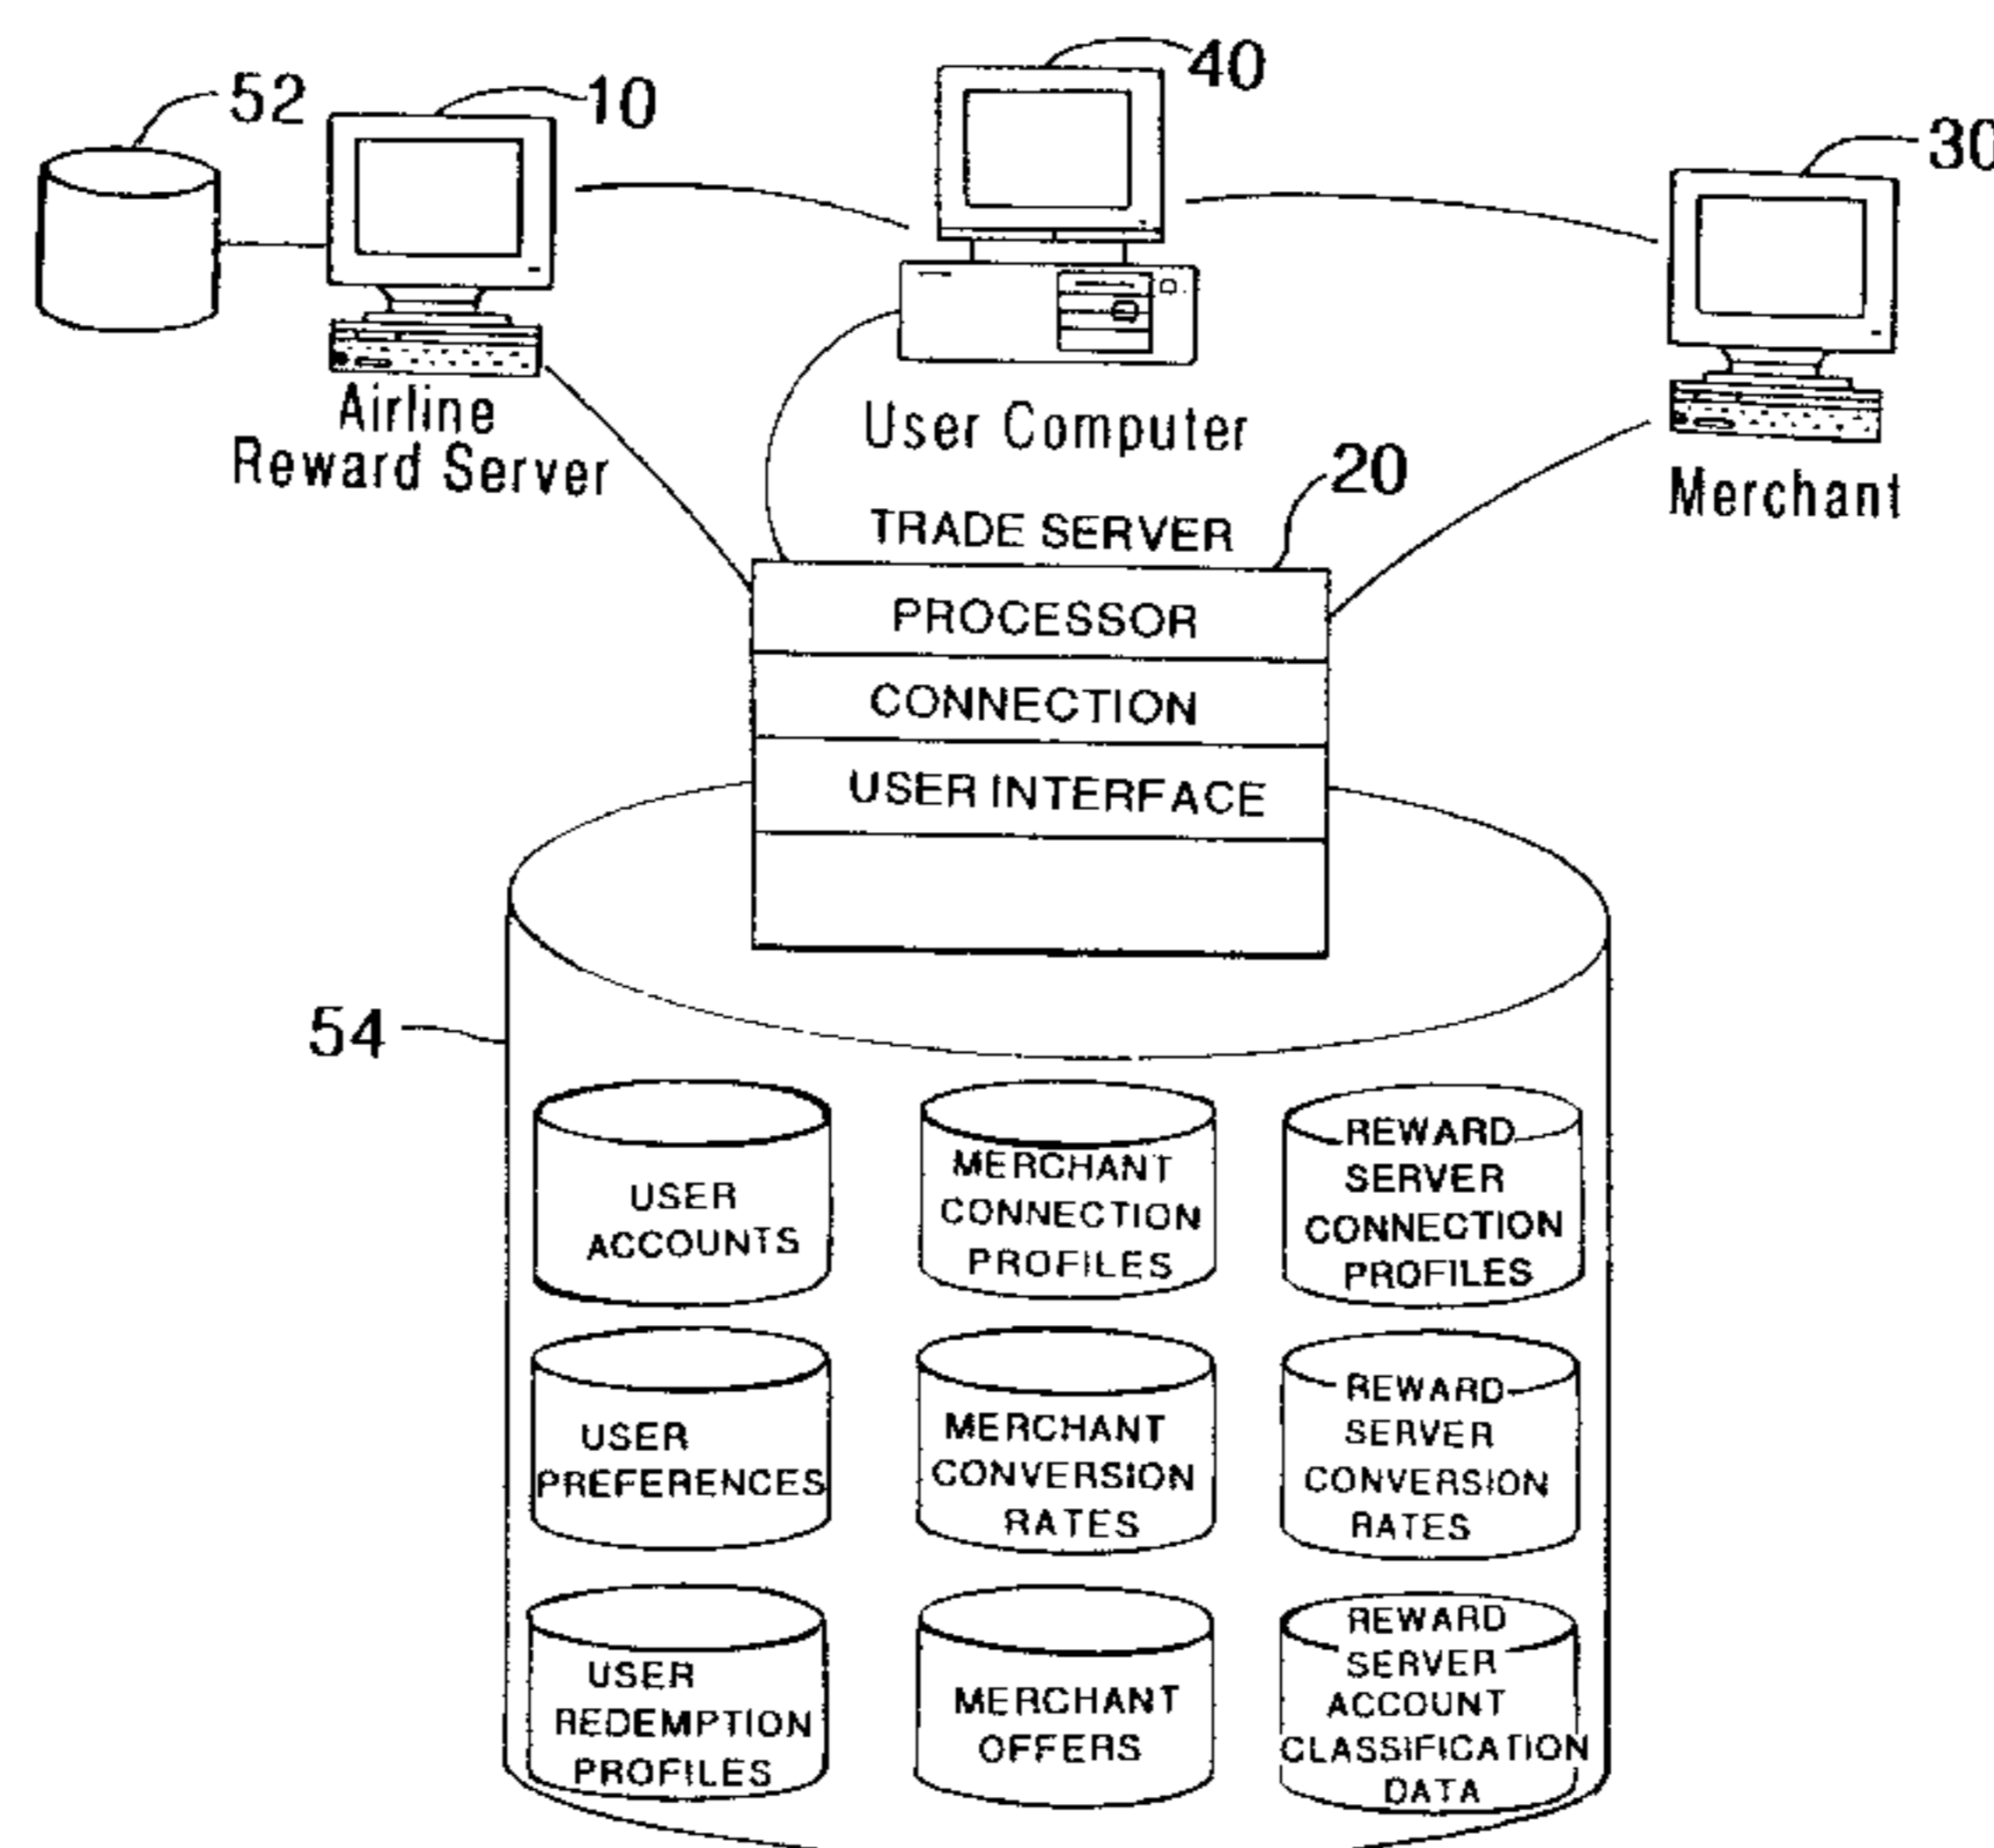 52
10
40
30
Airline
Reward Server
User Computer
Merchant
20
TRADE SERVER
PROCESSOR
CONNECTION
USER INTERFACE
54
USER
ACCOUNTS
MERCHANT
CONNECTION
PROFILES
REWARD
SERVER
CONNECTION
PROFILES
USER
PREFERENCES
MERCHANT
CONVERSION
RATES
REWARD
SERVER
CONVERSION
RATES
USER
REDEMPTION
PROFILES
MERCHANT
OFFERS
REWARD
SERVER
ACCOUNT
CLASSIFICATION
DATA